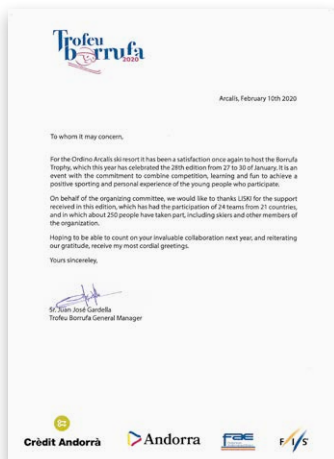 Trofeu
borrufa
2020
Arcalís, February 10th 2020
To whom it may concern,
For the Ordino Arcalis ski resort it has been a satisfaction once again to host the Borrufa
Trophy, which this year has celebrated the 28th edition from 27 to 30 of January. It is an
event with the commitment to combine competition, learning and fun to achieve a
positive sporting and personal experience of the young people who participate.
On behalf of the organizing committee, we would like to thanks LISKI for the support
received in this edition, which has had the participation of 24 teams from 21 countries,
and in which about 250 people have taken part, including skiers and other members of
the organization.
Hoping to be able to count on your invaluable collaboration next year, and reiterating
our gratitude, receive my most cordial greetings.
Yours sincereley,
Sr. Juan José Gardella
Trofeu Borrufa General Manager
Crèdit Andorrà
Andorra
fae
F/I/S